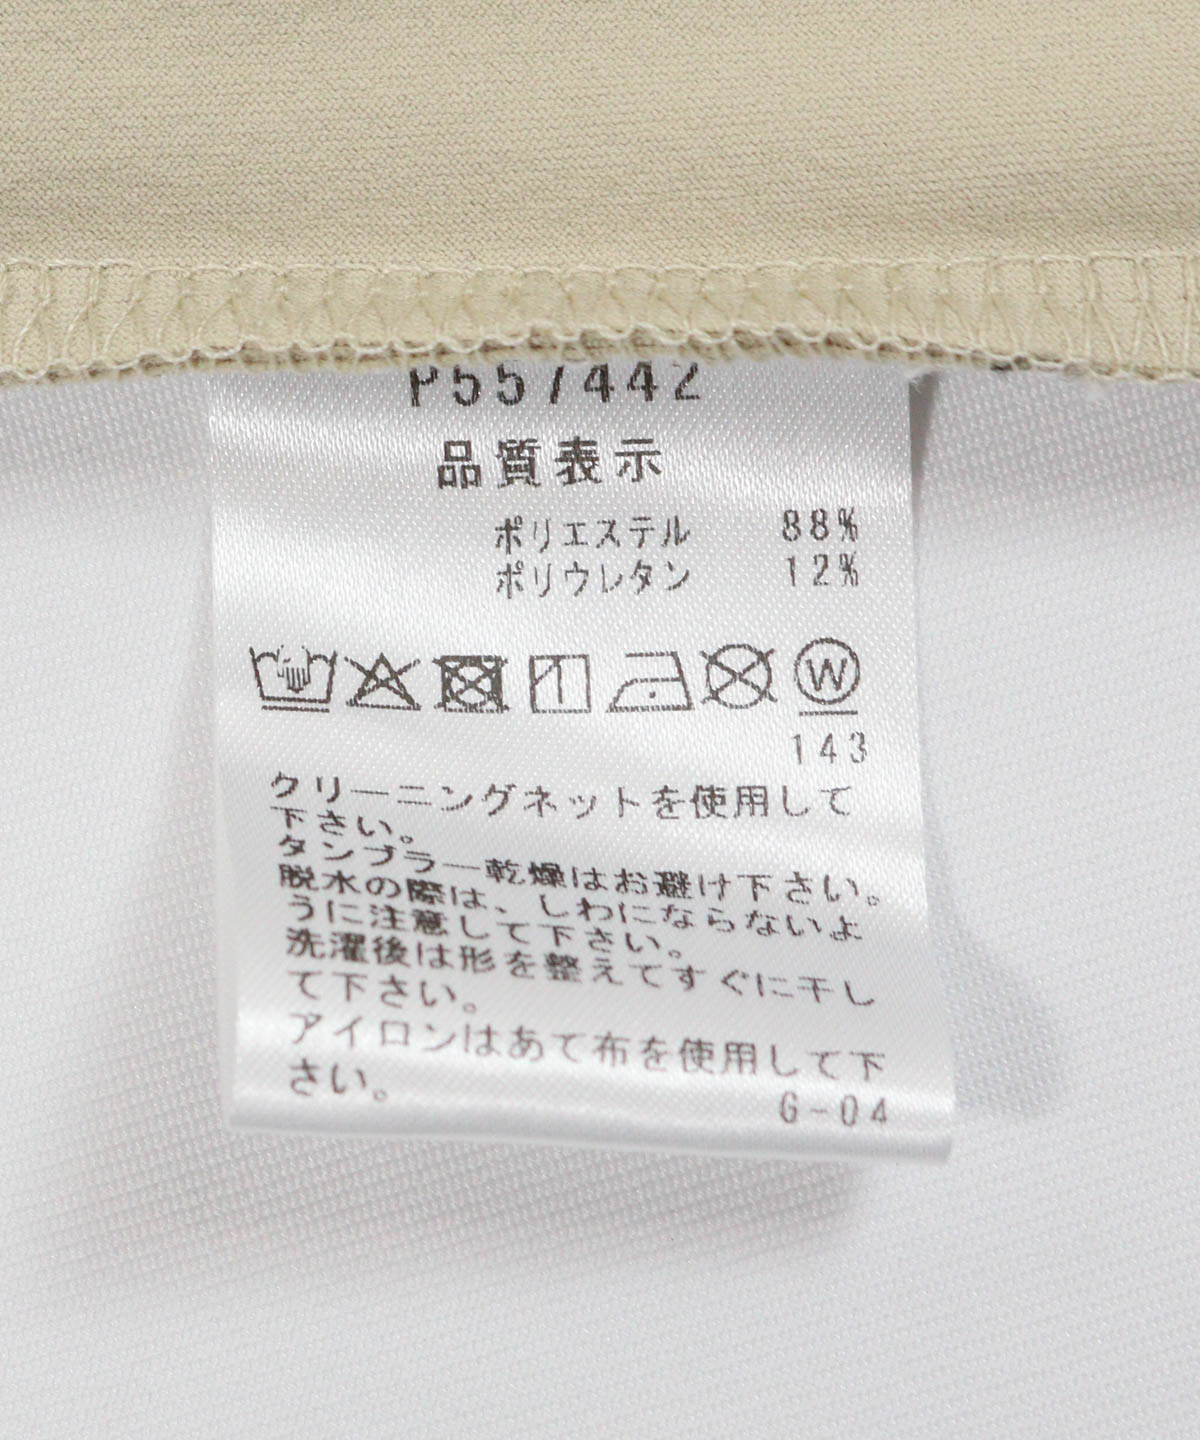 P557442
品質表示
ポリエステル 88%
ポリウレタン 12%
W
143
クリーニングネットを使用して
下さい。
タンブラー乾燥はお避け下さい。
脱水の際は、しわにならないよ
うに注意して下さい。
洗濯後は形を整えてすぐに干し
て下さい。
アイロンはあて布を使用して下
さい。
G-04